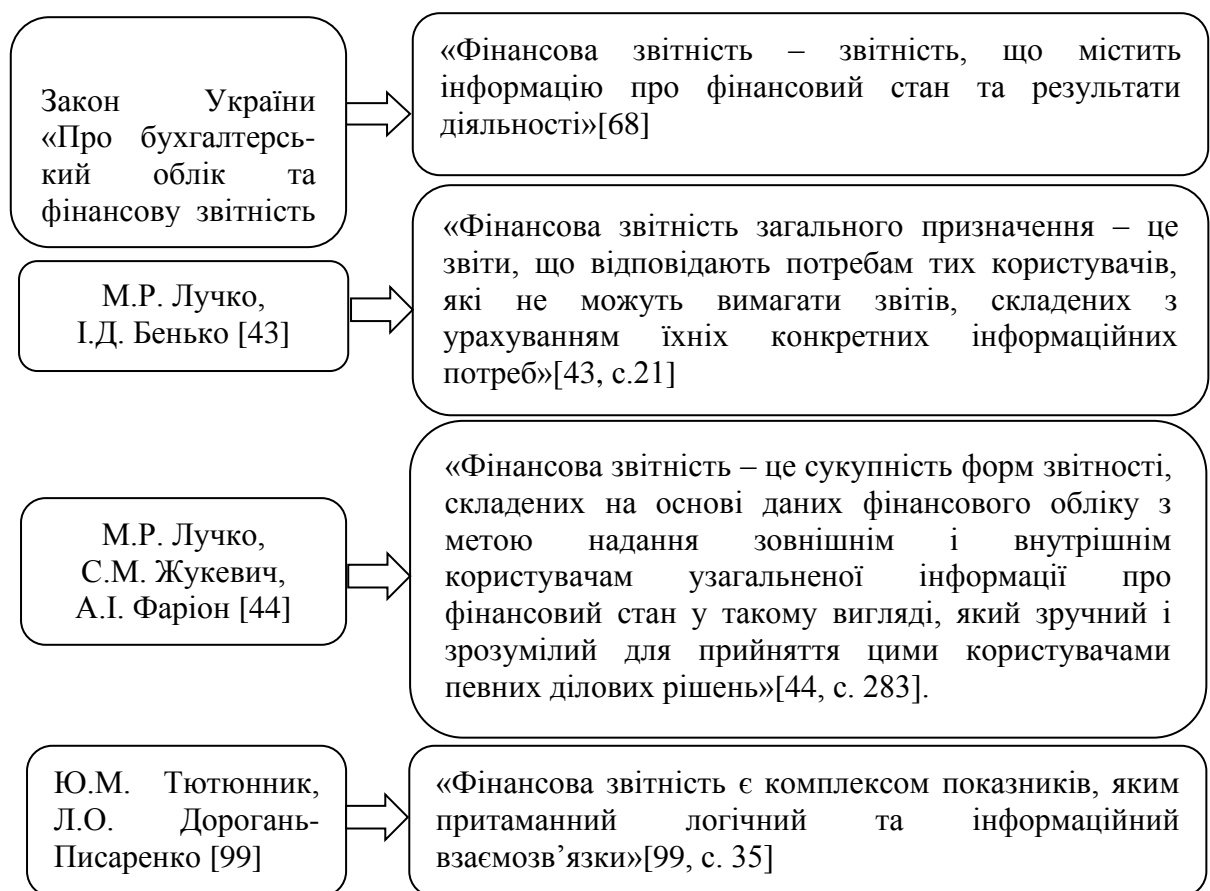 Закон України
«Про бухгалтерсь-
кий облік та
фінансову звітність
«Фінансова звітність – звітність, що містить
інформацію про фінансовий стан та результати
діяльності»[68]
М.Р. Лучко,
І.Д. Бенько [43]
«Фінансова звітність загального призначення – це
звіти, що відповідають потребам тих користувачів,
які не можуть вимагати звітів, складених з
урахуванням їхніх конкретних інформаційних
потреб»[43, с.21]
М.Р. Лучко,
С.М. Жукевич,
А.І. Фаріон [44]
«Фінансова звітність – це сукупність форм звітності,
складених на основі даних фінансового обліку з
метою надання зовнішнім і внутрішнім
користувачам узагальненої інформації про
фінансовий стан у такому вигляді, який зручний і
зрозумілий для прийняття цими користувачами
певних ділових рішень»[44, с. 283].
Ю.М. Тютюнник,
Л.О. Дорогань-
Писаренко [99]
«Фінансова звітність є комплексом показників, яким
притаманний логічний та інформаційний
взаємозв’язки»[99, с. 35]